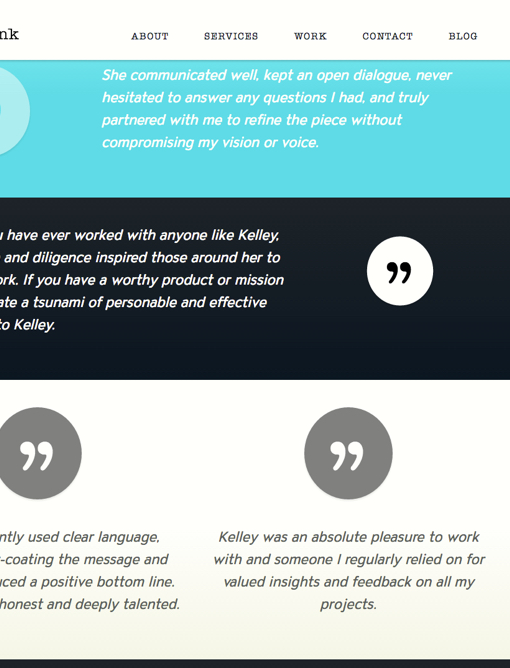 nk
ABOUT SERVICES WORK CONTACT BLOG
She communicated well, kept an open dialogue, never
hesitated to answer any questions I had, and truly
partnered with me to refine the piece without
compromising my vision or voice.
have ever worked with anyone like Kelley,
and diligence inspired those around her to
ork. If you have a worthy product or mission
ate a tsunami of personable and effective
to Kelley.
ntly used clear language,
-coating the message and
uced a positive bottom line.
honest and deeply talented.
Kelley was an absolute pleasure to work
with and someone I regularly relied on for
valued insights and feedback on all my
projects.